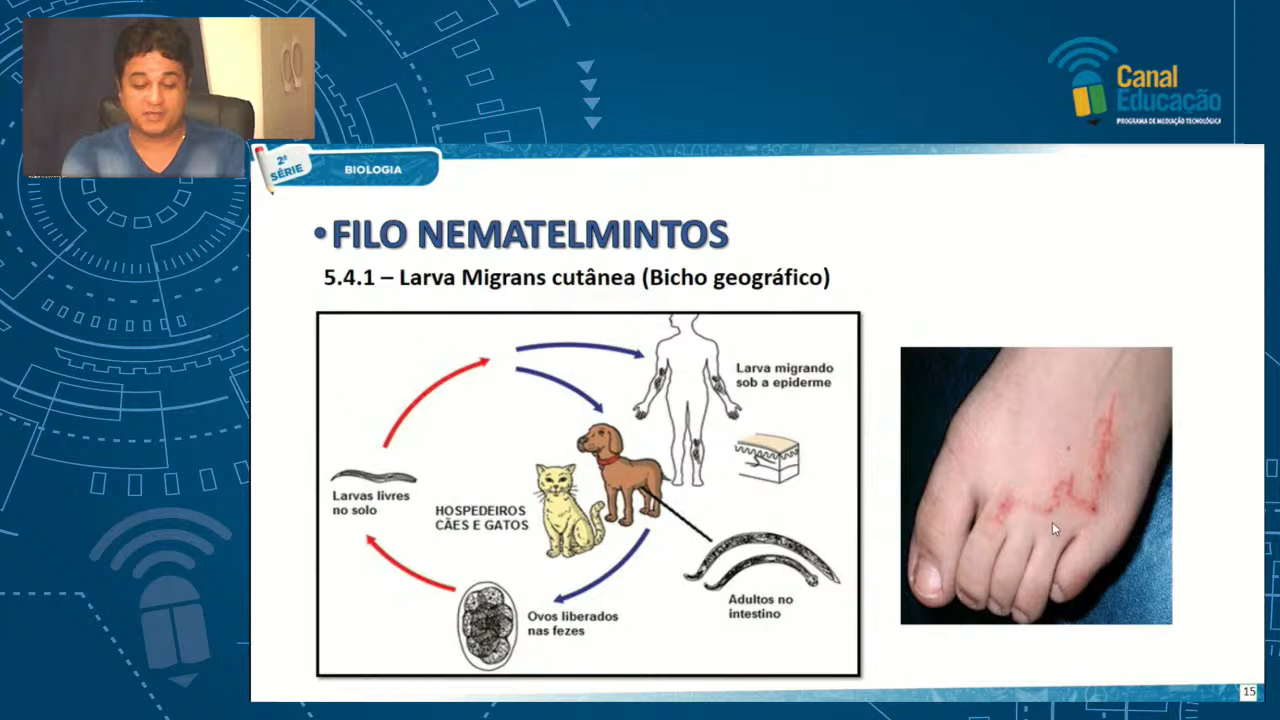 Canal
Educação
PROGRAMA DE MEDIAÇÃO TECNOLÓGICA
2ª
SÉRIE
BIOLOGIA
•FILO NEMATELMINTOS
5.4.1 – Larva Migrans cutânea (Bicho geográfico)
Larva migrando
sob a epiderme
Larvas livres
no solo
HOSPEDEIROS
CÃES E GATOS
Ovos liberados
nas fezes
Adultos no
intestino
15